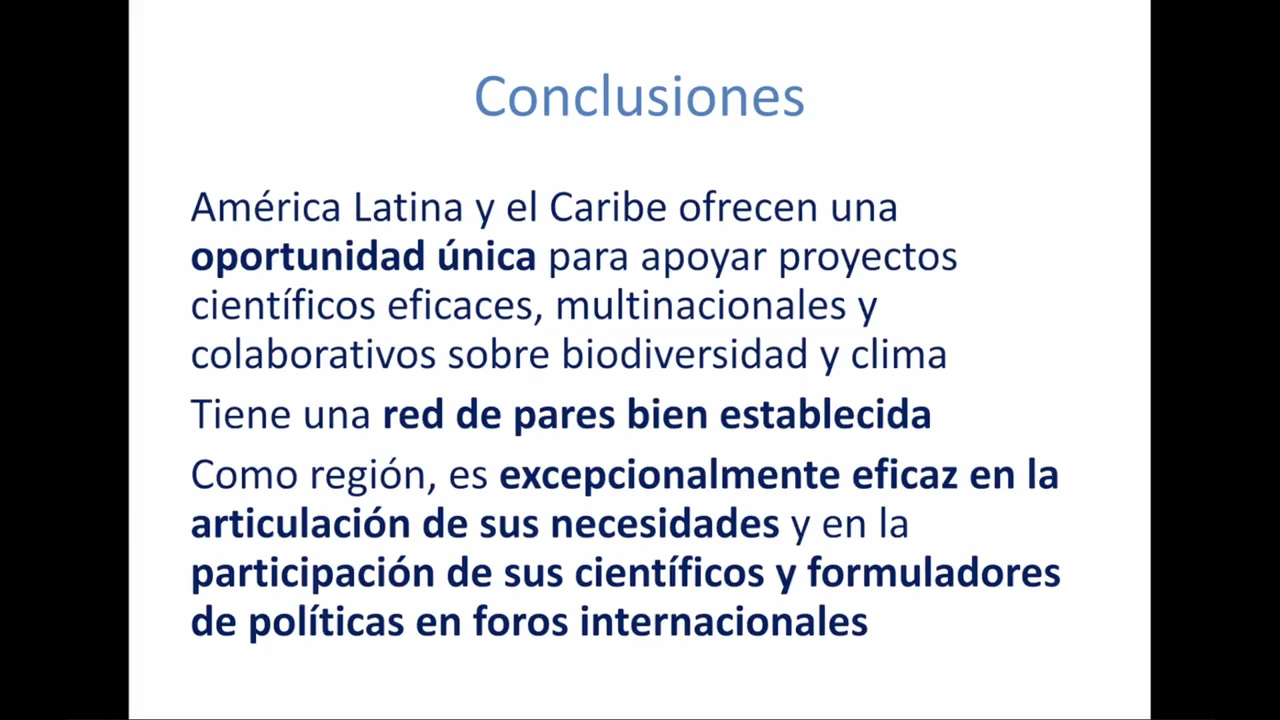 Conclusiones
América Latina y el Caribe ofrecen una
oportunidad única para apoyar proyectos
científicos eficaces, multinacionales y
colaborativos sobre biodiversidad y clima
Tiene una red de pares bien establecida
Como región, es excepcionalmente eficaz en la
articulación de sus necesidades y en la
participación de sus científicos y formuladores
de políticas en foros internacionales